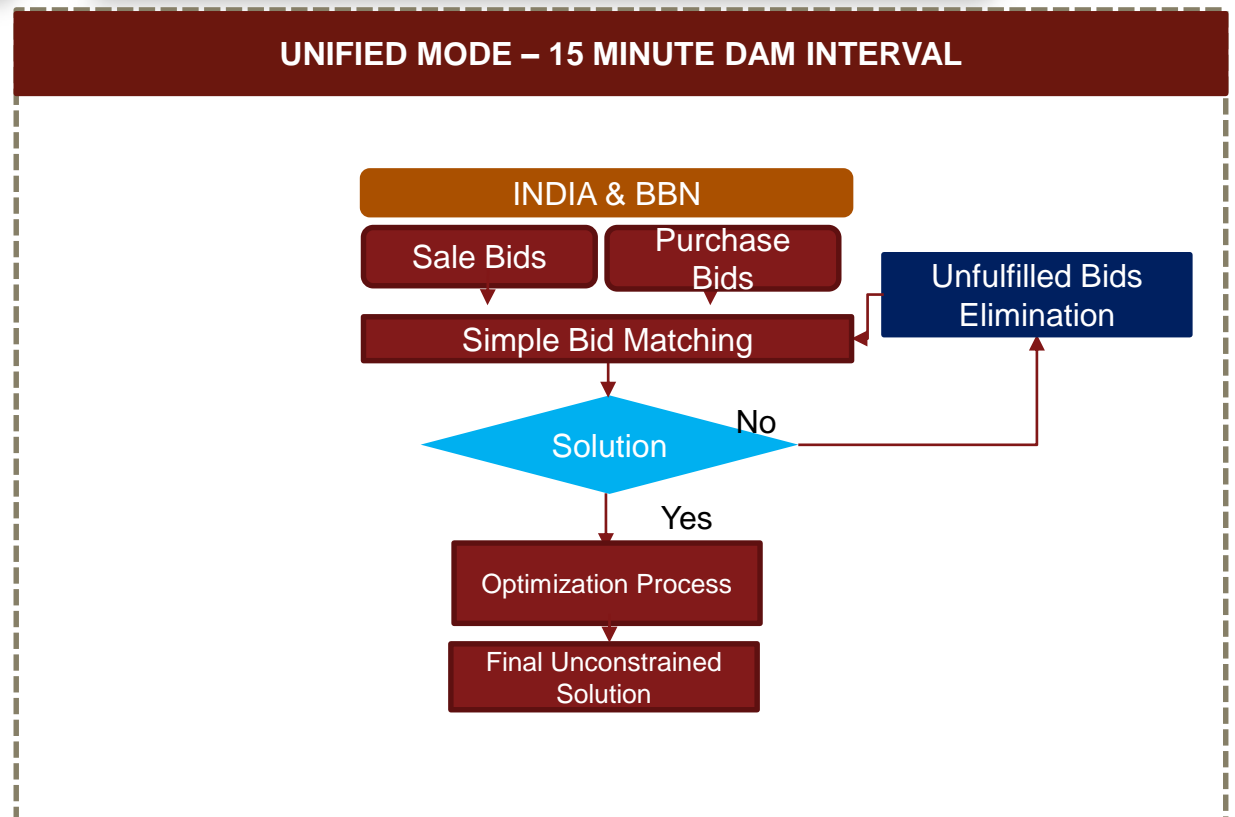 UNIFIED MODE – 15 MINUTE DAM INTERVAL
INDIA & BBN
Sale Bids
Purchase
Bids
Unfulfilled Bids
Elimination
Simple Bid Matching
No
Solution
Yes
Optimization Process
Final Unconstrained
Solution